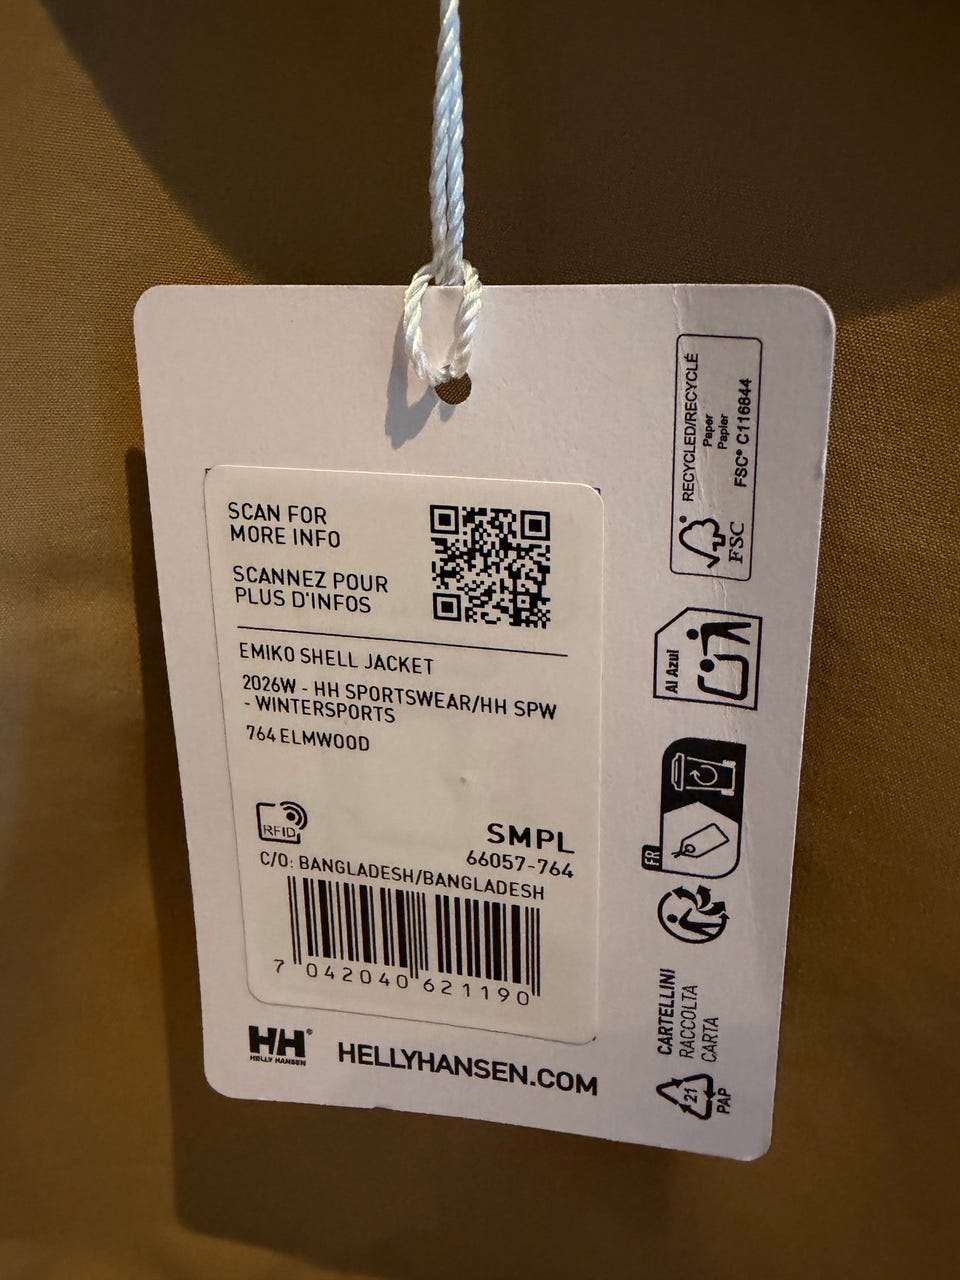 SCAN FOR
MORE INFO
SCANNEZ POUR
PLUS D'INFOS
EMIKO SHELL JACKET
2026W - HH SPORTSWEAR/HH SPW
- WINTERSPORTS
764 ELMWOOD
RFID
SMPL
66057-764
C/O: BANGLADESH/BANGLADESH
7 042040 621190
HH®
HELLY HANSEN
HELLYHANSEN.COM
RECYCLED/RECYCLÉ
Paper
Papier
FSC® C116844
FSC
Al Azul
FR
CARTELLINI
RACCOLTA
CARTA
21
PAP